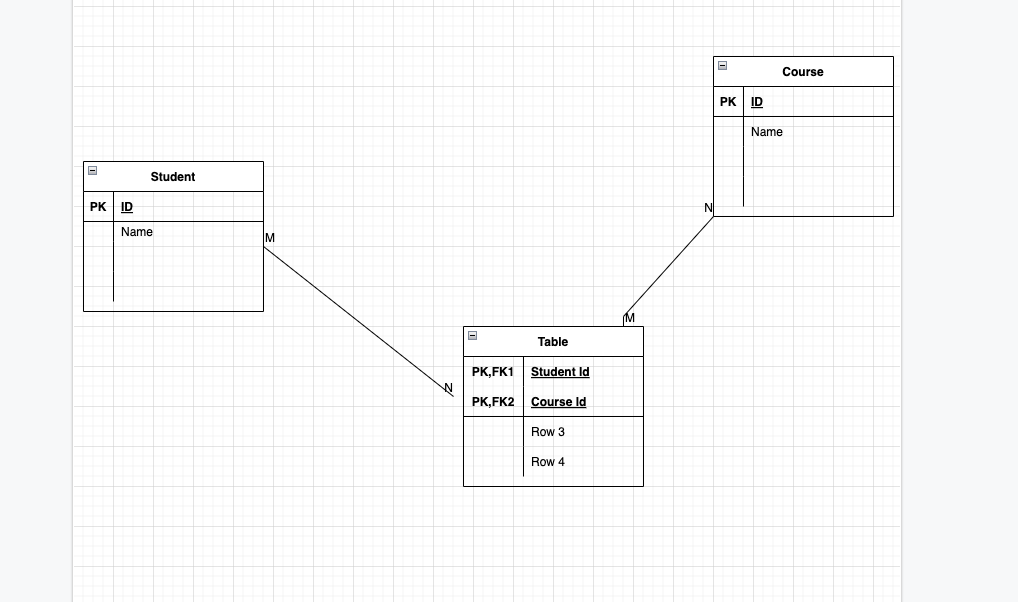 Course
PK ID
Name
Student
PK ID
Name
N
M
M
Table
N
PK,FK1 Student Id
PK,FK2 Course Id
Row 3
Row 4